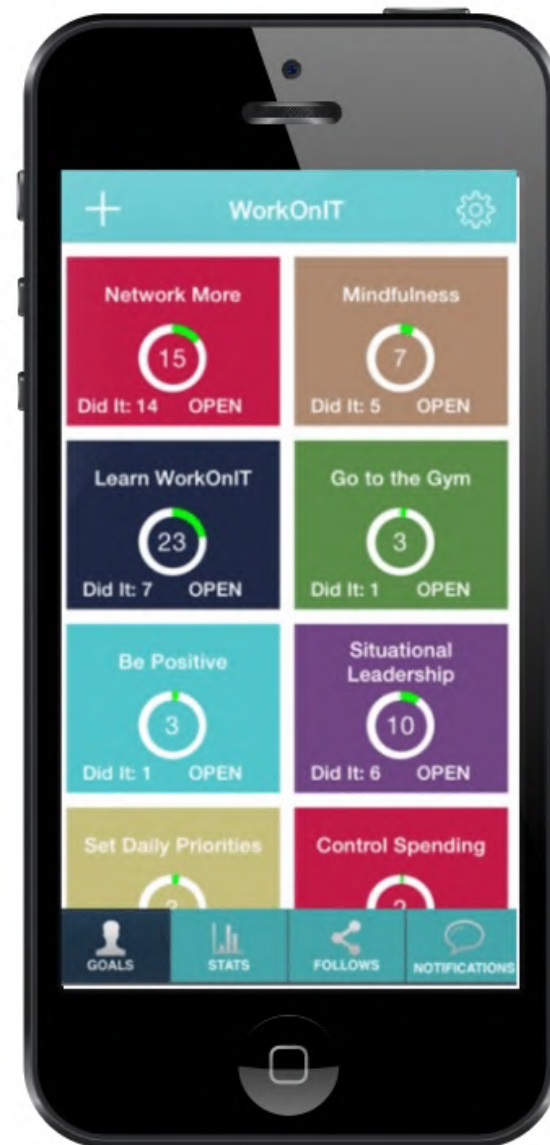 WorkOnIT
Network More
15
Did It: 14 OPEN
Mindfulness
7
Did It: 5 OPEN
Learn WorkOnIT
23
Did It: 7 OPEN
Go to the Gym
3
Did It: 1 OPEN
Be Positive
3
Did It: 1 OPEN
Situational
Leadership
10
Did It: 6 OPEN
Set Daily Priorities
Control Spending
GOALS
STATS
FOLLOWS
NOTIFICATIONS